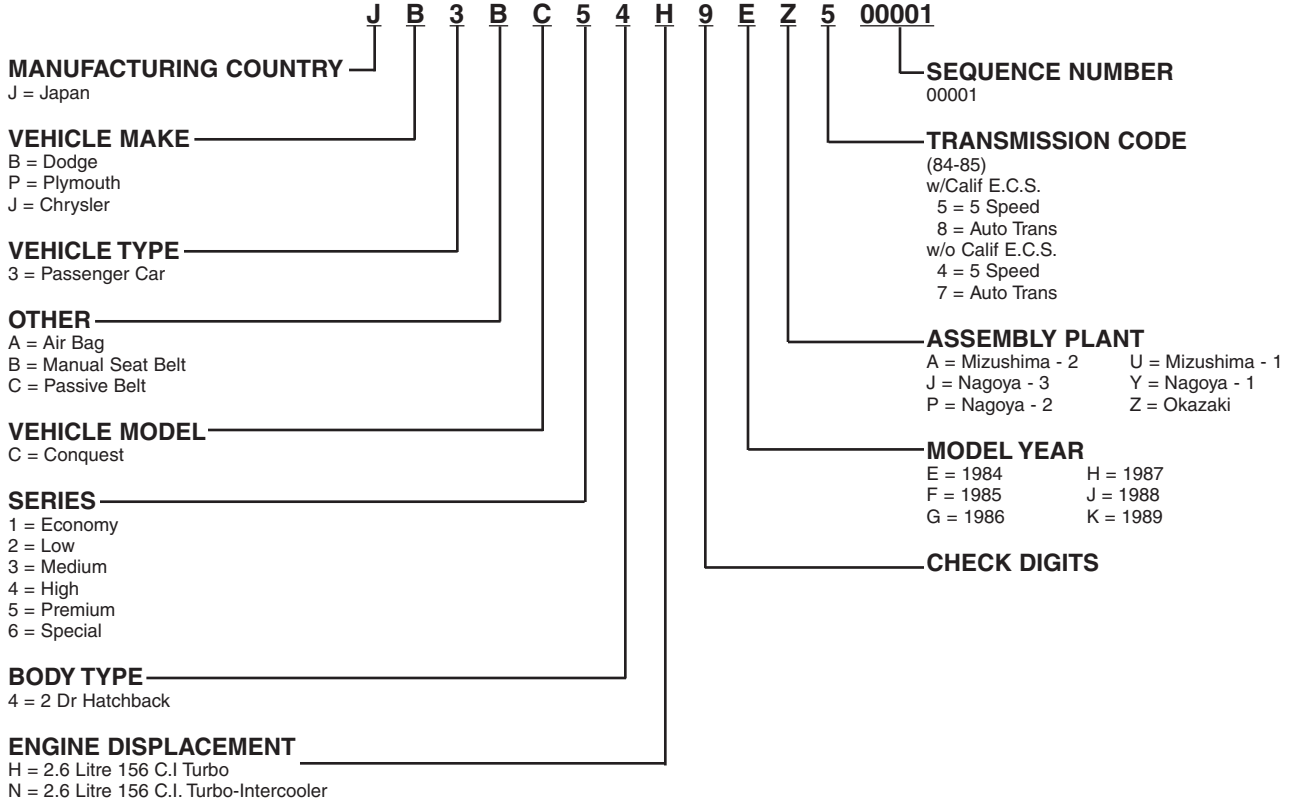 J B 3 B C 5 4 H 9 E Z 5 00001
MANUFACTURING COUNTRY
J = Japan
VEHICLE MAKE
B = Dodge
P = Plymouth
J = Chrysler
VEHICLE TYPE
3 = Passenger Car
OTHER
A = Air Bag
B = Manual Seat Belt
C = Passive Belt
VEHICLE MODEL
C = Conquest
SERIES
1 = Economy
2 = Low
3 = Medium
4 = High
5 = Premium
6 = Special
BODY TYPE
4 = 2 Dr Hatchback
ENGINE DISPLACEMENT
H = 2.6 Litre 156 C.I Turbo
N = 2.6 Litre 156 C.I. Turbo-Intercooler
SEQUENCE NUMBER
00001
TRANSMISSION CODE
(84-85)
w/Calif E.C.S.
5 = 5 Speed
8 = Auto Trans
w/o Calif E.C.S.
4 = 5 Speed
7 = Auto Trans
ASSEMBLY PLANT
A = Mizushima - 2 U = Mizushima - 1
J = Nagoya - 3 Y = Nagoya - 1
P = Nagoya - 2 Z = Okazaki
MODEL YEAR
E = 1984 H = 1987
F = 1985 J = 1988
G = 1986 K = 1989
CHECK DIGITS